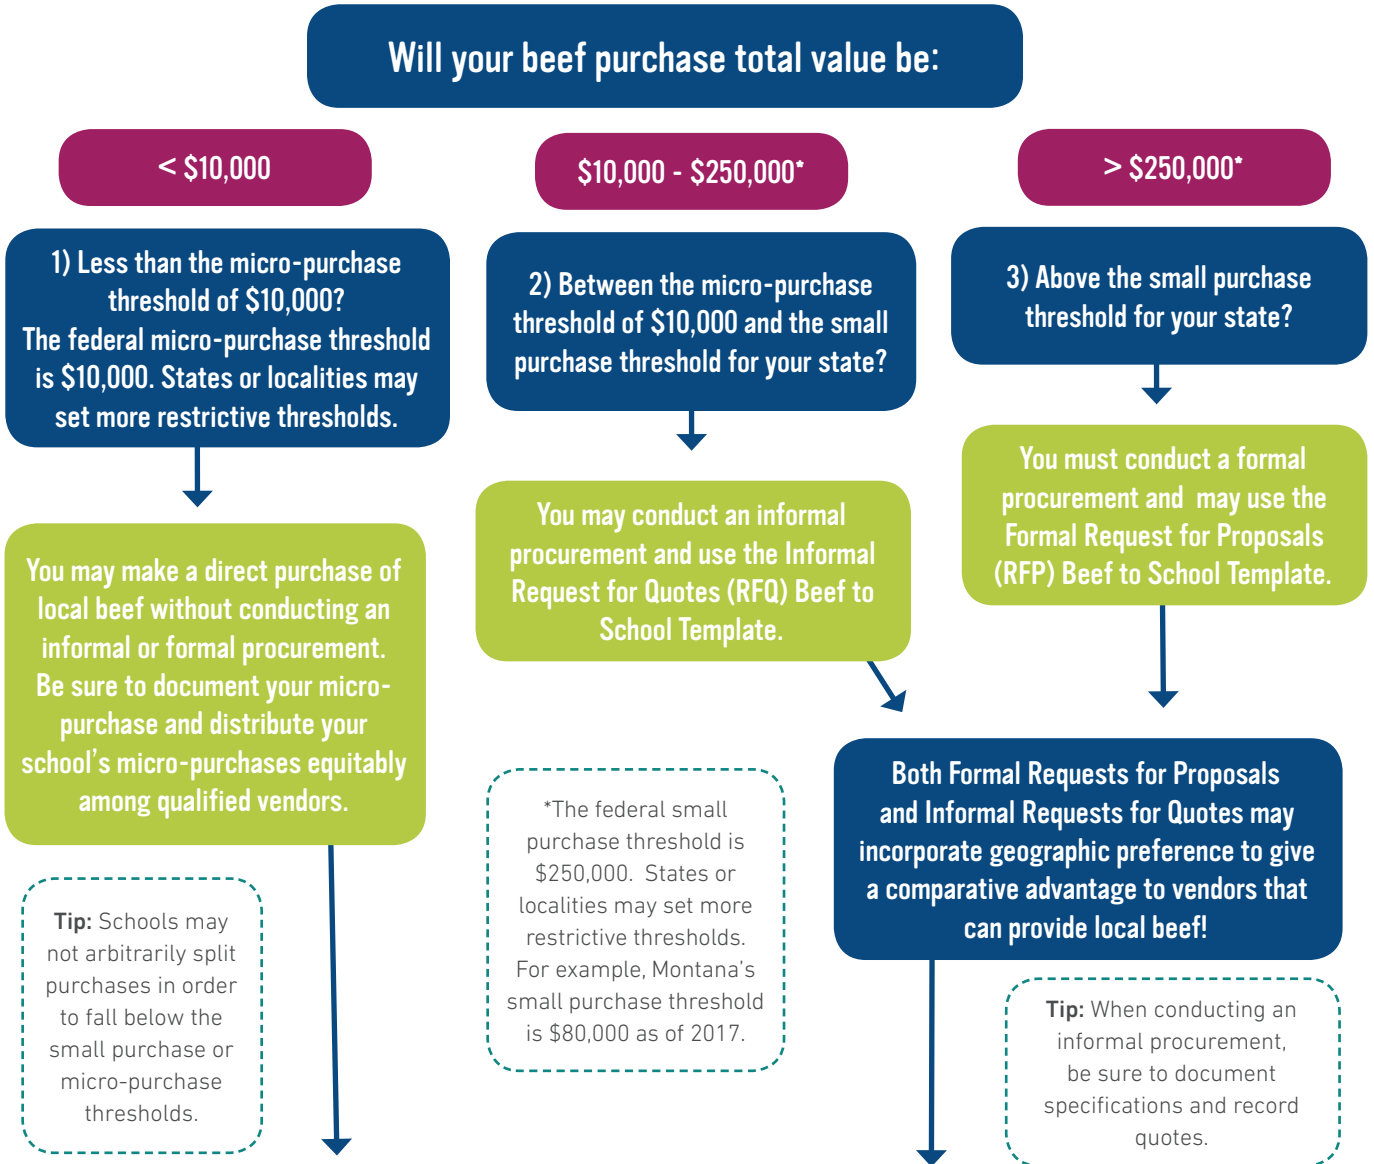 Will your beef purchase total value be:
< $10,000
$10,000 - $250,000*
> $250,000*
1) Less than the micro-purchase
threshold of $10,000?
The federal micro-purchase threshold
is $10,000. States or localities may
set more restrictive thresholds.
2) Between the micro-purchase
threshold of $10,000 and the small
purchase threshold for your state?
3) Above the small purchase
threshold for your state?
You may make a direct purchase of
local beef without conducting an
informal or formal procurement.
Be sure to document your micro-
purchase and distribute your
school's micro-purchases equitably
among qualified vendors.
You may conduct an informal
procurement and use the Informal
Request for Quotes (RFQ) Beef to
School Template.
You must conduct a formal
procurement and may use the
Formal Request for Proposals
(RFP) Beef to School Template.
Both Formal Requests for Proposals
and Informal Requests for Quotes may
incorporate geographic preference to give
a comparative advantage to vendors that
can provide local beef!
Tip: Schools may
not arbitrarily split
purchases in order
to fall below the
small purchase or
micro-purchase
thresholds.
*The federal small
purchase threshold is
$250,000. States or
localities may set more
restrictive thresholds.
For example, Montana's
small purchase threshold
is $80,000 as of 2017.
Tip: When conducting an
informal procurement,
be sure to document
specifications and record
quotes.